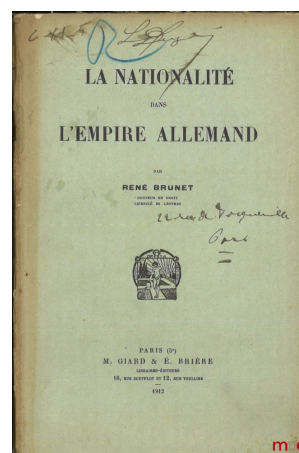 LA NATIONALITÉ
DANS
L'EMPIRE ALLEMAND
PAR
RENÉ BRUNET
DOCTEUR EN DROIT
LICENCIÉ ÈS LETTRES
Paris
PARIS (5e)
M. GIARD & É. BRIÈRE
LIBRAIRES-ÉDITEURS
16, RUE SOUFFLOT ET 12, RUE TOULLIER
1912